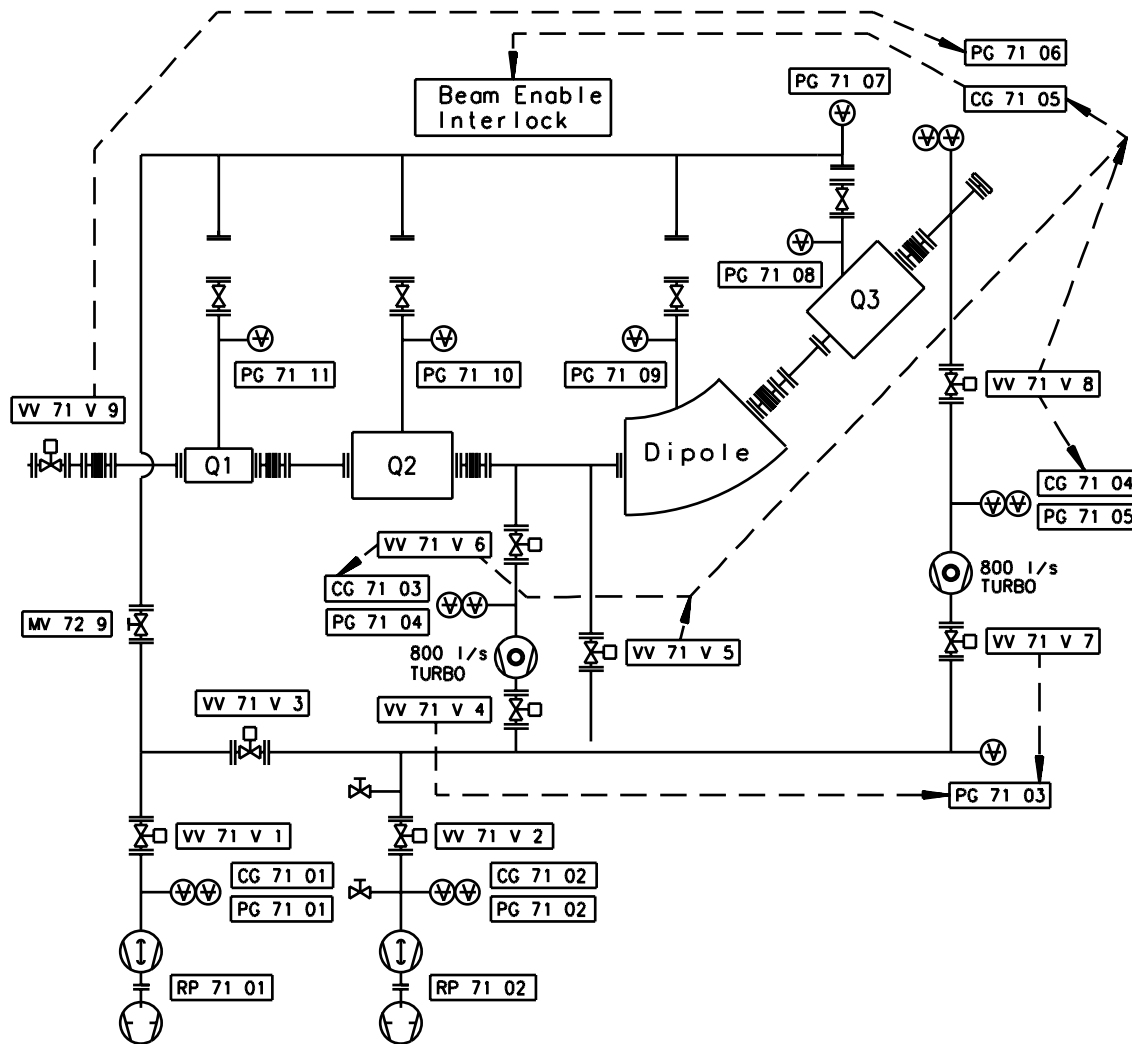 PG 71 06
PG 71 07
Beam Enable
Interlock
CG 71 05
PG 71 08
Q3
PG 71 11
PG 71 10
PG 71 09
VV 71 V 8
VV 71 V 9
Q1
Q2
Dipole
CG 71 04
PG 71 05
VV 71 V 6
CG 71 03
PG 71 04
800 l/s
TURBO
MV 72 9
VV 71 V 5
VV 71 V 7
800 l/s
TURBO
VV 71 V 3
VV 71 V 4
PG 71 03
VV 71 V 1
VV 71 V 2
CG 71 01
PG 71 01
CG 71 02
PG 71 02
RP 71 01
RP 71 02